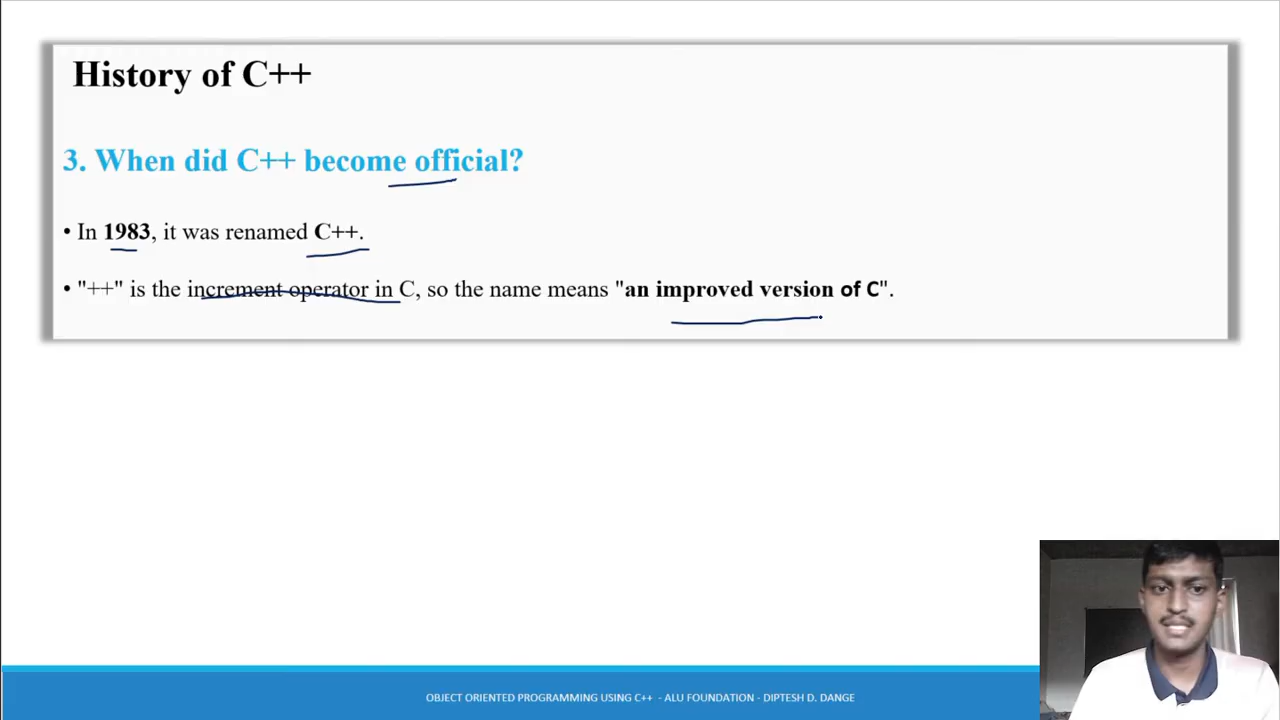 History of C++
3. When did C++ become official?
• In 1983, it was renamed C++.
• "++" is the increment operator in C, so the name means "an improved version of C".
OBJECT ORIENTED PROGRAMMING USING C++ - ALU FOUNDATION - DIPTESH D. DANGE